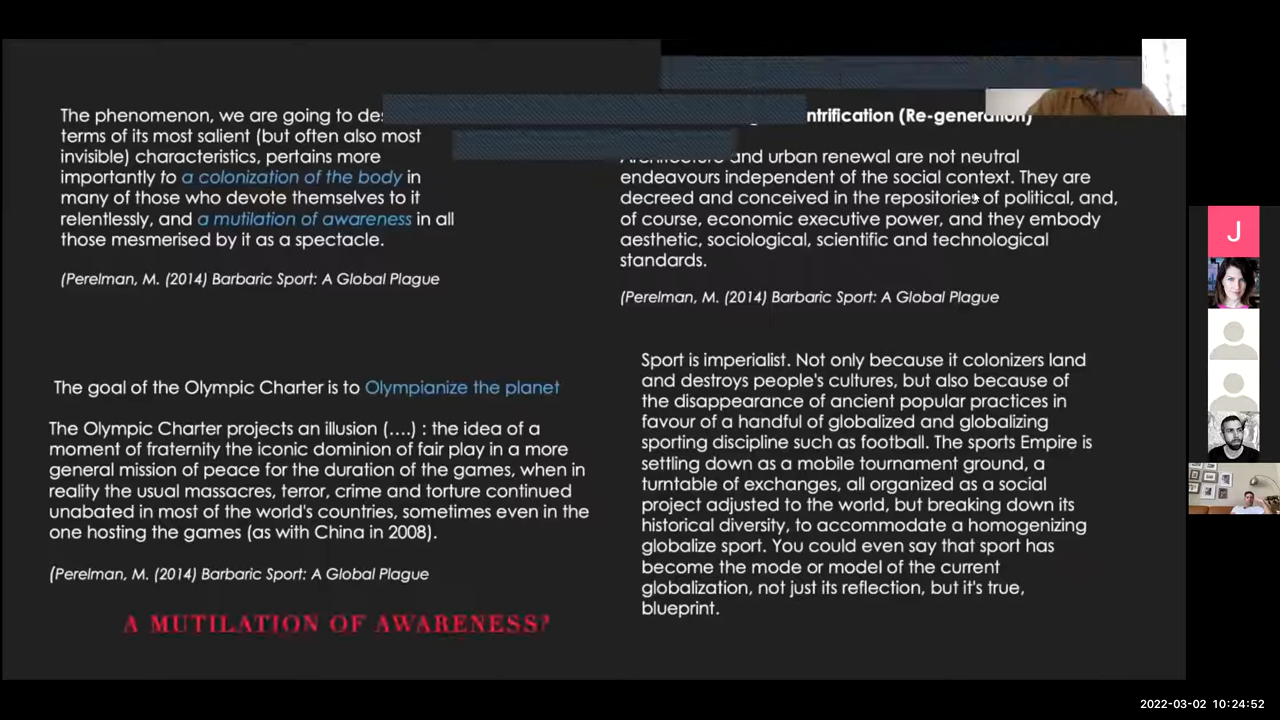 The phenomenon, we are going to
terms of its most salient (but often also most
invisible) characteristics, pertains more
importantly to a colonization of the body in
many of those who devote themselves to it
relentlessly, and a mutilation of awareness in all
those mesmerised by it as a spectacle.
(Perelman, M. (2014) Barbaric Sport: A Global Plague
The goal of the Olympic Charter is to Olympianize the planet
The Olympic Charter projects an illusion (....) : the idea of a
moment of fraternity the iconic dominion of fair play in a more
general mission of peace for the duration of the games, when in
reality the usual massacres, terror, crime and torture continued
unabated in most of the world's countries, sometimes even in the
one hosting the games (as with China in 2008).
(Perelman, M. (2014) Barbaric Sport: A Global Plague
A MUTILATION OF AWARENESS?
(Re-generation)
Architecture and urban renewal are not neutral
endeavours independent of the social context. They are
decreed and conceived in the repositories of political, and,
of course, economic executive power, and they embody
aesthetic, sociological, scientific and technological
standards.
(Perelman, M. (2014) Barbaric Sport: A Global Plague
Sport is imperialist. Not only because it colonizers land
and destroys people's cultures, but also because of
the disappearance of ancient popular practices in
favour of a handful of globalized and globalizing
sporting discipline such as football. The sports Empire is
settling down as a mobile tournament ground, a
turntable of exchanges, all organized as a social
project adjusted to the world, but breaking down its
historical diversity, to accommodate a homogenizing
globalize sport. You could even say that sport has
become the mode or model of the current
globalization, not just its reflection, but it's true,
blueprint.
J
2022-03-02 10:24:52